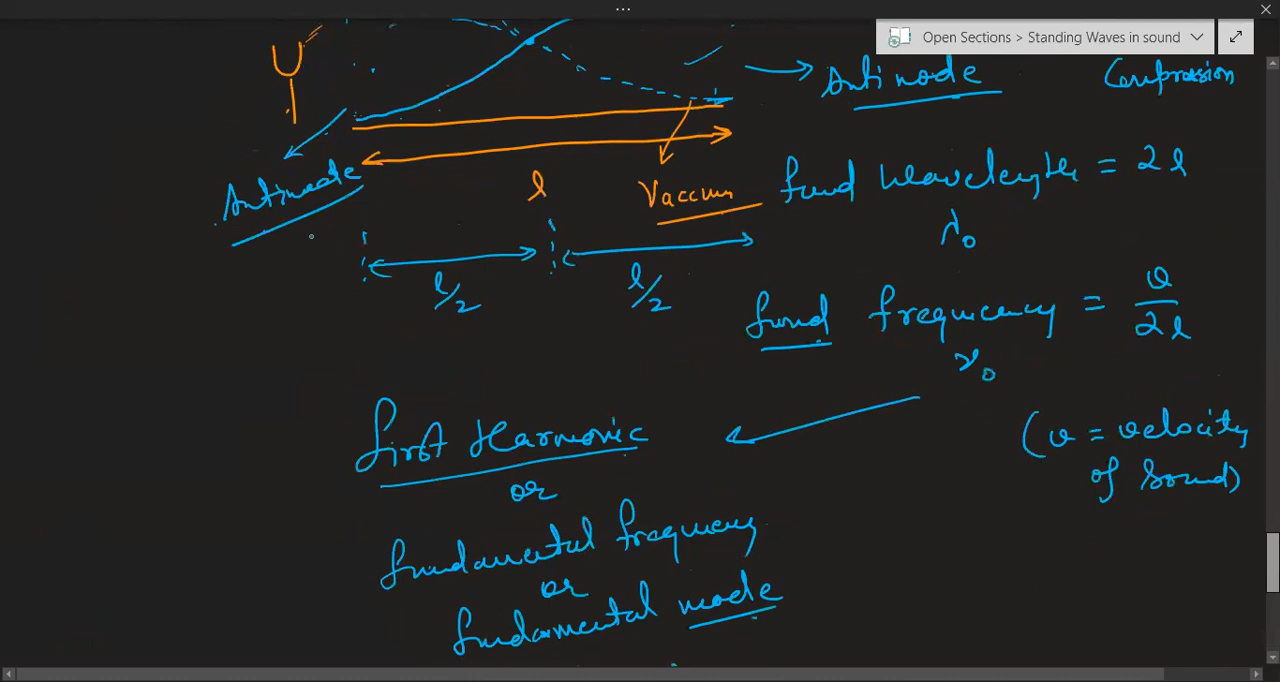 Open Sections > Standing Waves in sound
Antinode
Compression
Antinode
l
Vaccum
fund wavelength = 2l
λ₀
l/2
l/2
fund frequency = v/2l
ν₀
First Harmonic
(v = velocity
of sound)
or
fundamental frequency
or
fundamental mode